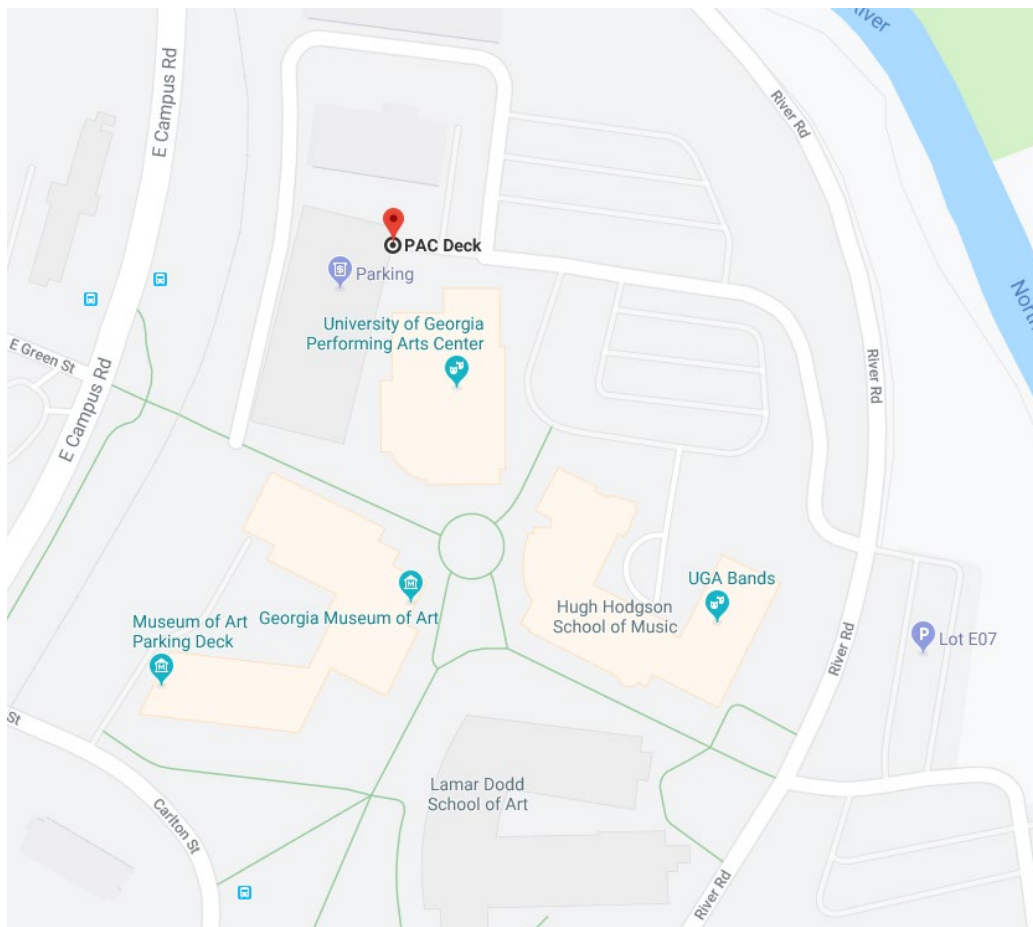 River
E Campus Rd
River Rd
PAC Deck
Parking
North
University of Georgia
Performing Arts Center
E Green St
River Rd
E Campus Rd
UGA Bands
Georgia Museum of Art
Hugh Hodgson
School of Music
Museum of Art
Parking Deck
River Rd
P
Lot E07
St
Lamar Dodd
School of Art
Carlton St
River Rd